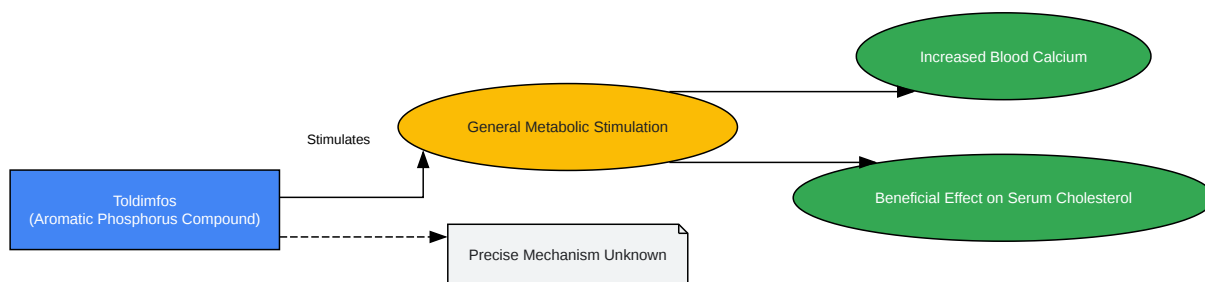 Increased Blood Calcium
General Metabolic Stimulation
Stimulates
Toldimfos
(Aromatic Phosphorus Compound)
Beneficial Effect on Serum Cholesterol
Precise Mechanism Unknown